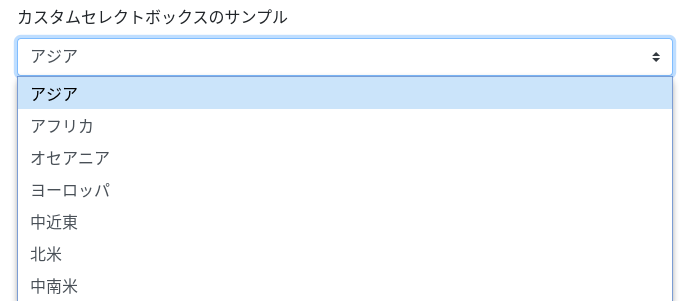 カスタムセレクトボックスのサンプル
アジア
アジア
アフリカ
オセアニア
ヨーロッパ
中近東
北米
中南米